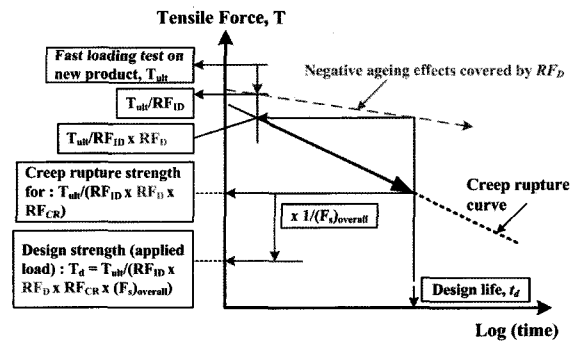 Tensile Force, T
Fast loading test on
new product, Tult
Negative ageing effects covered by RFD
Tult/RFID
Tult/RFID x RFD
Creep rupture strength
for : Tult/(RFID x RFD x
RFCR)
x 1/(Fs)overall
Creep rupture
curve
Design strength (applied
load) : Td = Tult/(RFID x
RFD x RFCR x (Fs)overall)
Design life, td
Log (time)